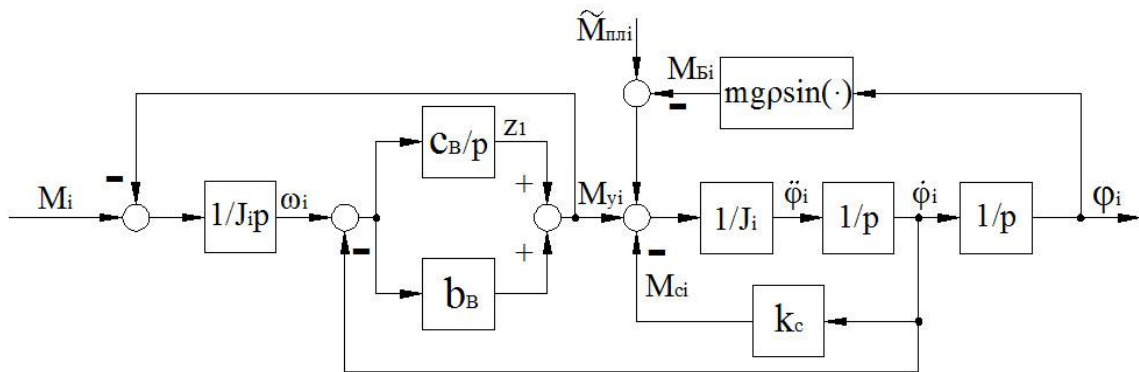 M̃плi
MБi
mgρsin(·)
cв/p
z1
Mi
1/Jip
ωi
+
Myi
1/Ji
φ̈i
1/p
φ̇i
1/p
φi
+
bв
Mci
kc